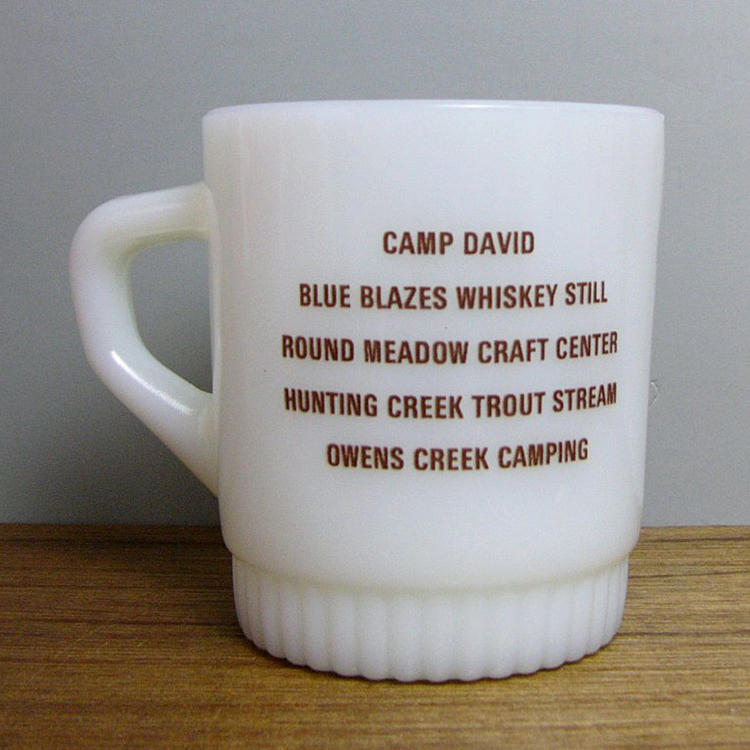 CAMP DAVID
BLUE BLAZES WHISKEY STILL
ROUND MEADOW CRAFT CENTER
HUNTING CREEK TROUT STREAM
OWENS CREEK CAMPING